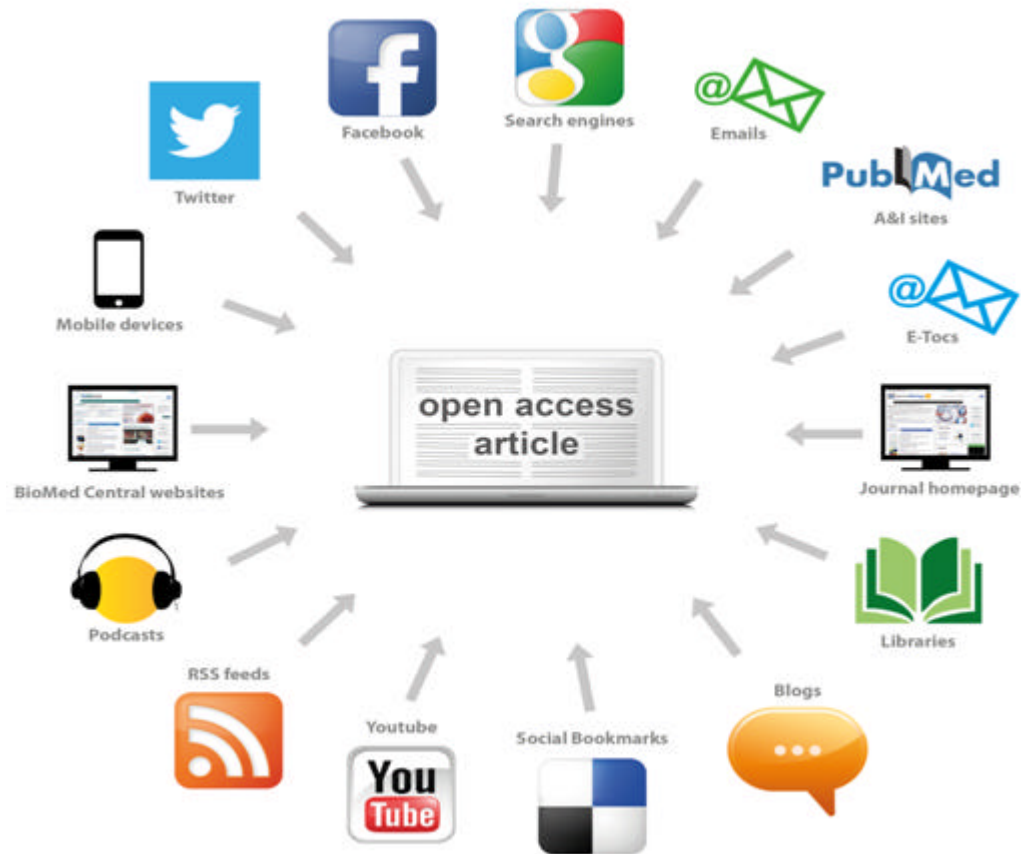 Facebook
Search engines
@
Emails
Twitter
PubMed
A&I sites
Mobile devices
@
E-Tocs
open access
article
BioMed Central websites
Journal homepage
Podcasts
Libraries
RSS feeds
Blogs
Youtube
Social Bookmarks
You
Tube